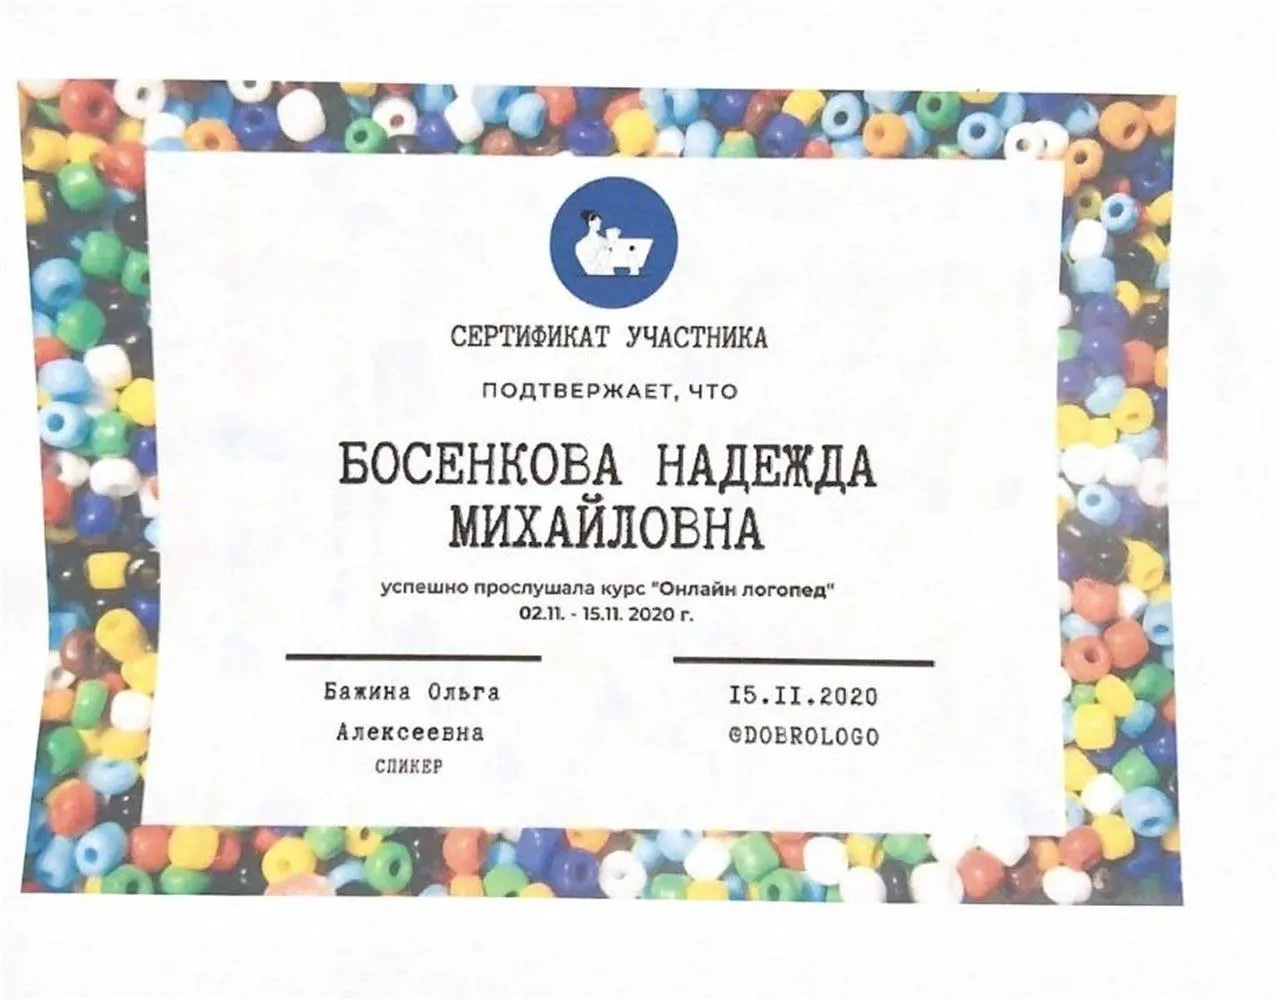 СЕРТИФИКАТ УЧАСТНИКА
ПОДТВЕРЖАЕТ, ЧТО
БОСЕНКОВА НАДЕЖДА
МИХАЙЛОВНА
успешно прослушала курс "Онлайн логопед"
02.11. - 15.11. 2020 г.
Бажина Ольга
Алексеевна
СПИКЕР
15.11.2020
@DOBROLOGO